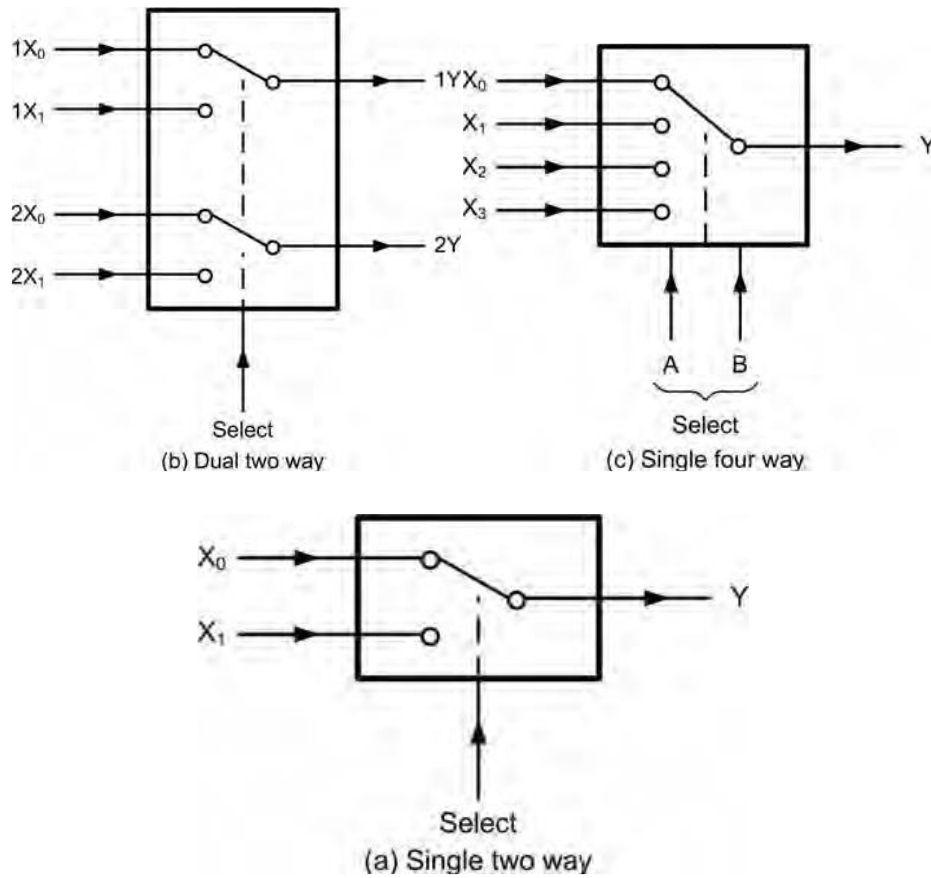 1X₀
1X₁
2X₀
2X₁
1Y
2Y
Select
(b) Dual two way
X₀
X₁
X₂
X₃
Y
A B
Select
(c) Single four way
X₀
X₁
Y
Select
(a) Single two way